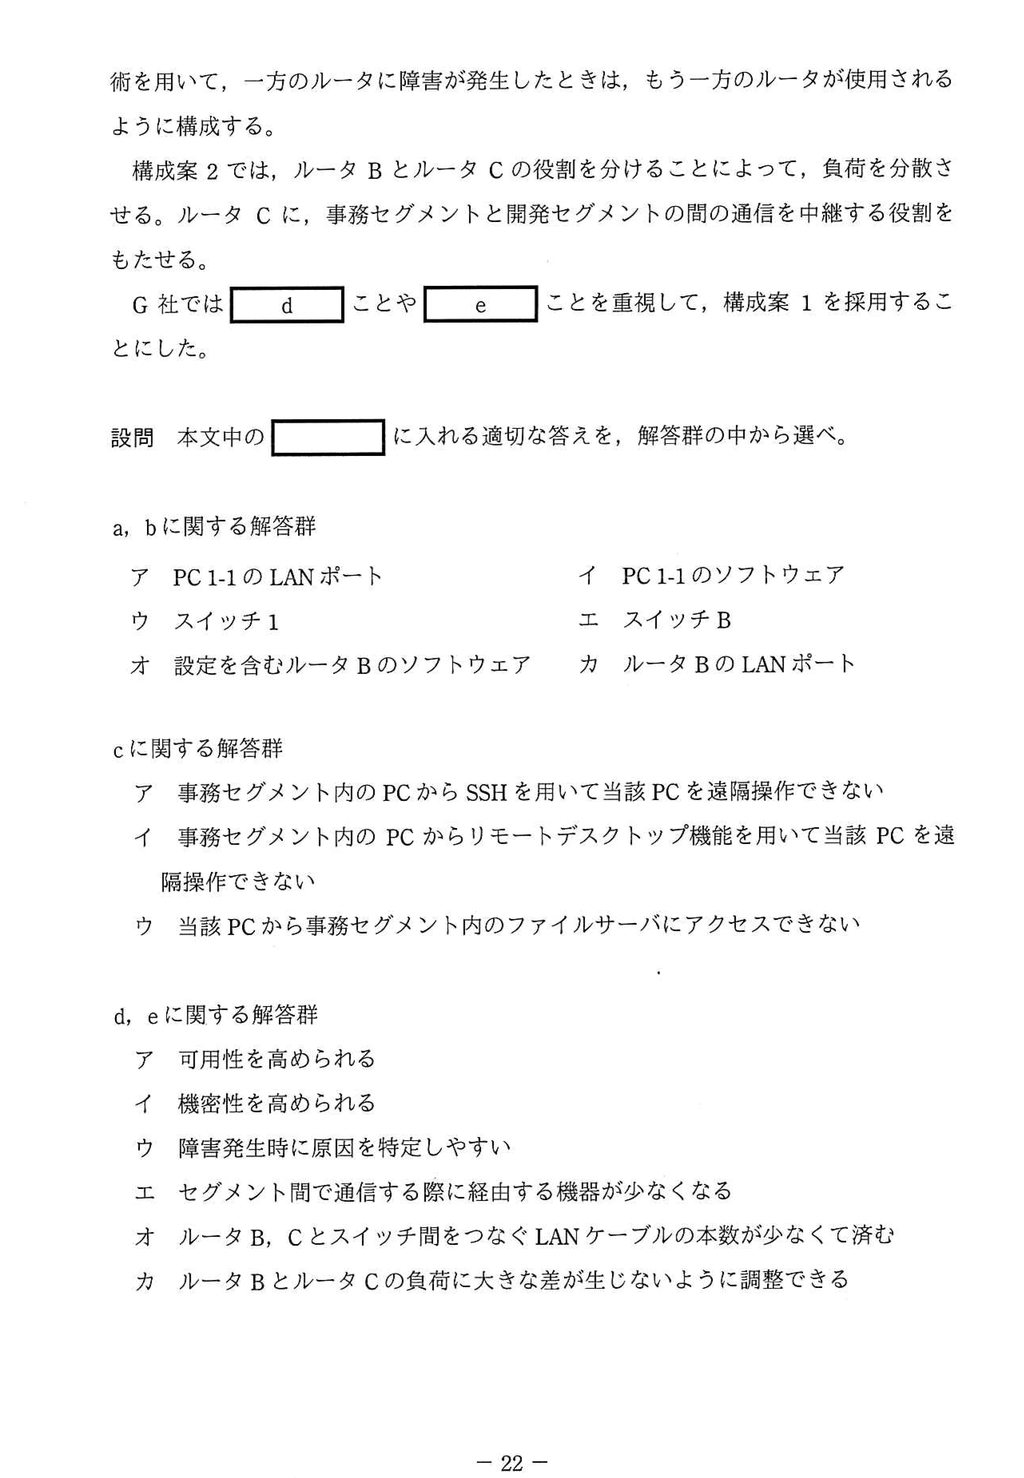 術を用いて，一方のルータに障害が発生したときは，もう一方のルータが使用される
ように構成する。
構成案 2 では，ルータ B とルータ C の役割を分けることによって，負荷を分散さ
せる。ルータ C に，事務セグメントと開発セグメントの間の通信を中継する役割を
もたせる。
G 社では d ことや e ことを重視して，構成案 1 を採用するこ
とにした。
設問 本文中の に入れる適切な答えを，解答群の中から選べ。
a，b に関する解答群
ア PC 1-1 の LAN ポート イ PC 1-1 のソフトウェア
ウ スイッチ 1 エ スイッチ B
オ 設定を含むルータ B のソフトウェア カ ルータ B の LAN ポート
c に関する解答群
ア 事務セグメント内の PC から SSH を用いて当該 PC を遠隔操作できない
イ 事務セグメント内の PC からリモートデスクトップ機能を用いて当該 PC を遠
隔操作できない
ウ 当該 PC から事務セグメント内のファイルサーバにアクセスできない
d，e に関する解答群
ア 可用性を高められる
イ 機密性を高められる
ウ 障害発生時に原因を特定しやすい
エ セグメント間で通信する際に経由する機器が少なくなる
オ ルータ B，C とスイッチ間をつなぐ LAN ケーブルの本数が少なくて済む
カ ルータ B とルータ C の負荷に大きな差が生じないように調整できる
－ 22 －